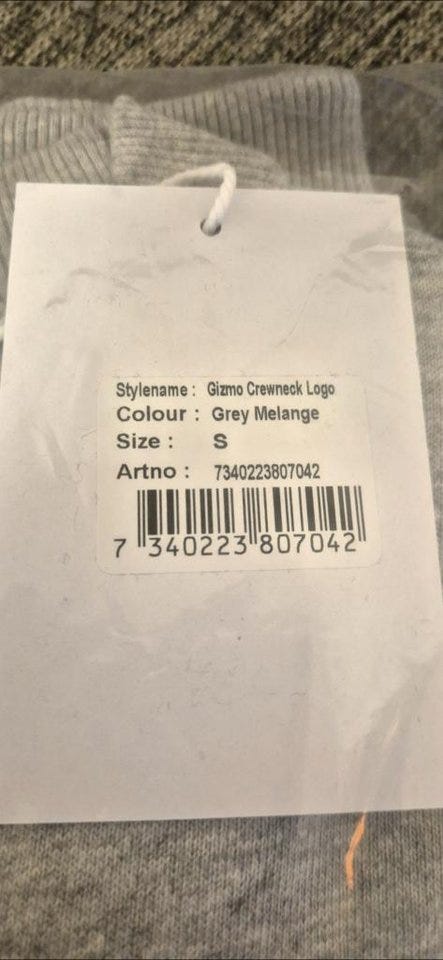 Stylename : Gizmo Crewneck Logo
Colour : Grey Melange
Size : S
Artno : 7340223807042
7 340223 807042